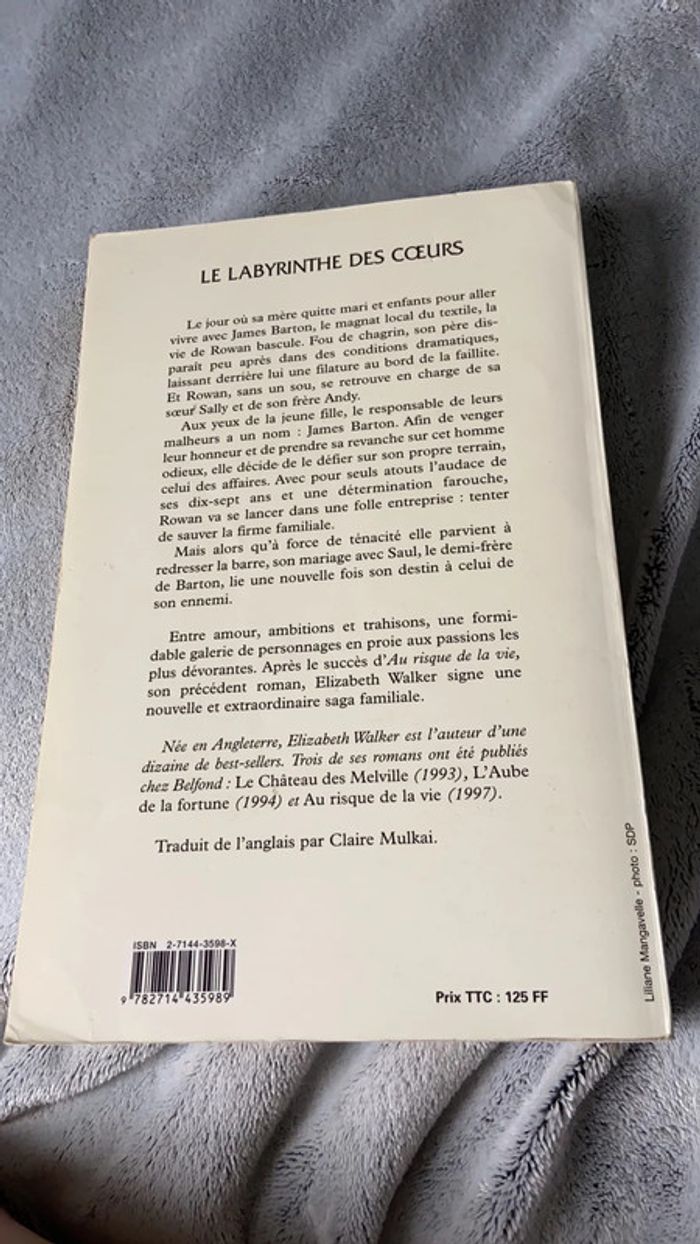 LE LABYRINTHE DES CŒURS
Le jour où sa mère quitte mari et enfants pour aller
vivre avec James Barton, le magnat local du textile, la
vie de Rowan bascule. Fou de chagrin, son père dis-
paraît peu après dans des conditions dramatiques,
laissant derrière lui une filature au bord de la faillite.
Et Rowan, sans un sou, se retrouve en charge de sa
sœur Sally et de son frère Andy.
Aux yeux de la jeune fille, le responsable de leurs
malheurs a un nom : James Barton. Afin de venger
leur honneur et de prendre sa revanche sur cet homme
odieux, elle décide de le défier sur son propre terrain,
celui des affaires. Avec pour seuls atouts l'audace de
ses dix-sept ans et une détermination farouche,
Rowan va se lancer dans une folle entreprise : tenter
de sauver la firme familiale.
Mais alors qu'à force de ténacité elle parvient à
redresser la barre, son mariage avec Saul, le demi-frère
de Barton, lie une nouvelle fois son destin à celui de
son ennemi.
Entre amour, ambitions et trahisons, une formi-
dable galerie de personnages en proie aux passions les
plus dévorantes. Après le succès d'Au risque de la vie,
son précédent roman, Elizabeth Walker signe une
nouvelle et extraordinaire saga familiale.
Née en Angleterre, Elizabeth Walker est l'auteur d'une
dizaine de best-sellers. Trois de ses romans ont été publiés
chez Belfond : Le Château des Melville (1993), L'Aube
de la fortune (1994) et Au risque de la vie (1997).
Traduit de l'anglais par Claire Mulkai.
ISBN 2-7144-3598-X
9 782714 435989
Prix TTC : 125 FF
Liliane Mangavelle - photo : SDP